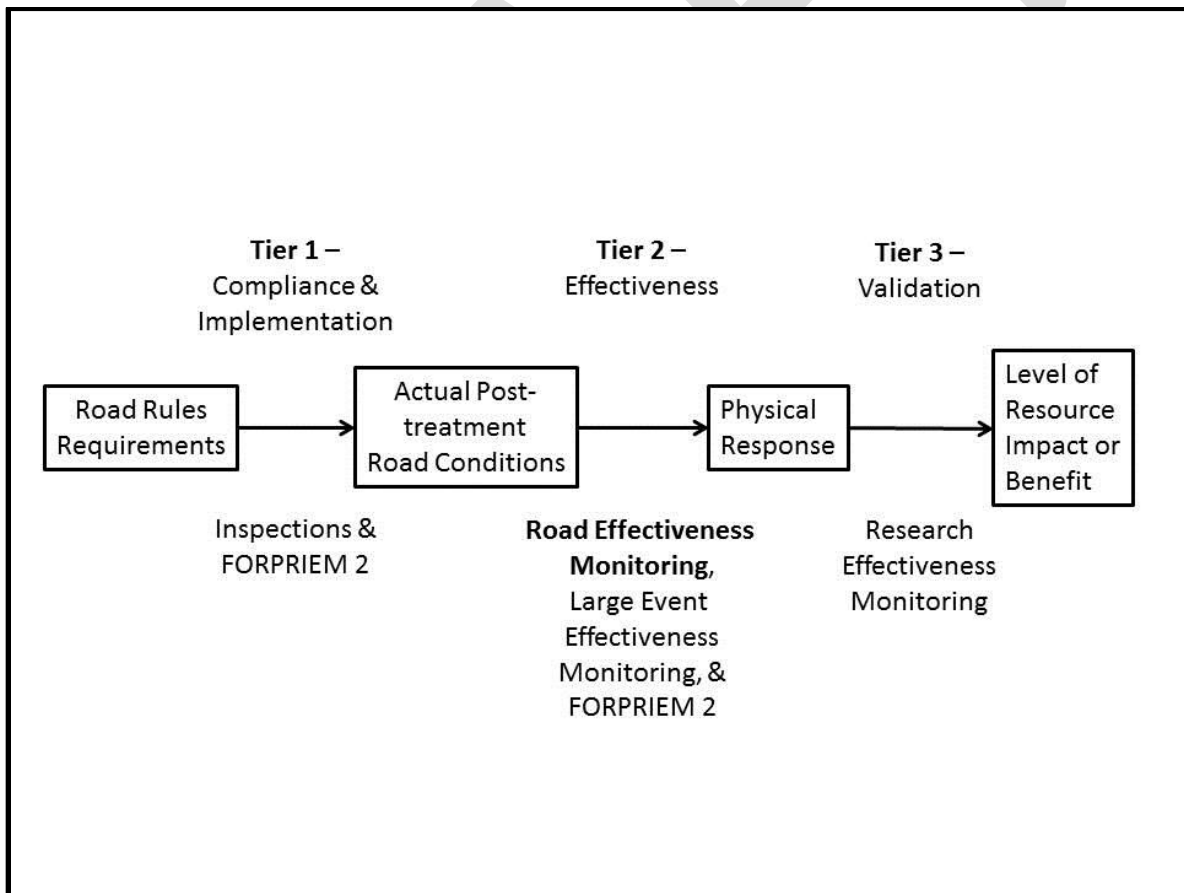 Tier 1 –
Compliance &
Implementation
Tier 2 –
Effectiveness
Tier 3 –
Validation
Road Rules
Requirements
Actual Post-
treatment
Road Conditions
Physical
Response
Level of
Resource
Impact or
Benefit
Inspections &
FORPRIEM 2
Road Effectiveness
Monitoring,
Large Event
Effectiveness
Monitoring, &
FORPRIEM 2
Research
Effectiveness
Monitoring